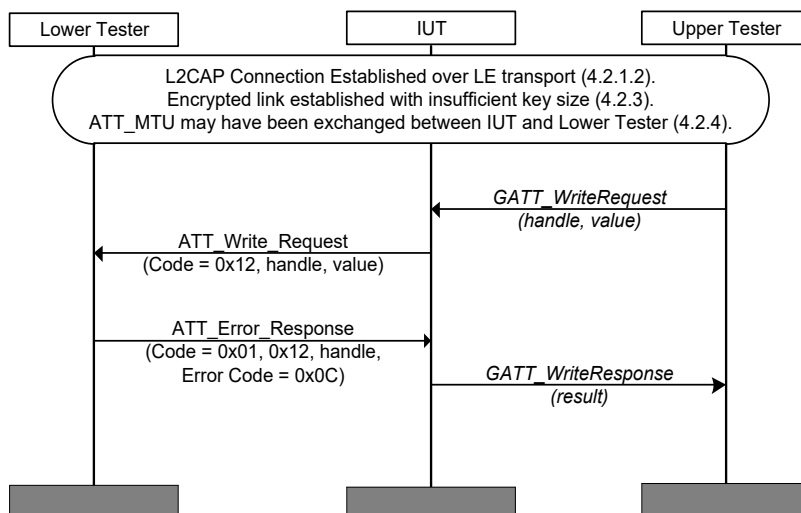 Lower Tester
IUT
Upper Tester
L2CAP Connection Established over LE transport (4.2.1.2).
Encrypted link established with insufficient key size (4.2.3).
ATT_MTU may have been exchanged between IUT and Lower Tester (4.2.4).
GATT_WriteRequest
(handle, value)
ATT_Write_Request
(Code = 0x12, handle, value)
ATT_Error_Response
(Code = 0x01, 0x12, handle,
Error Code = 0x0C)
GATT_WriteResponse
(result)